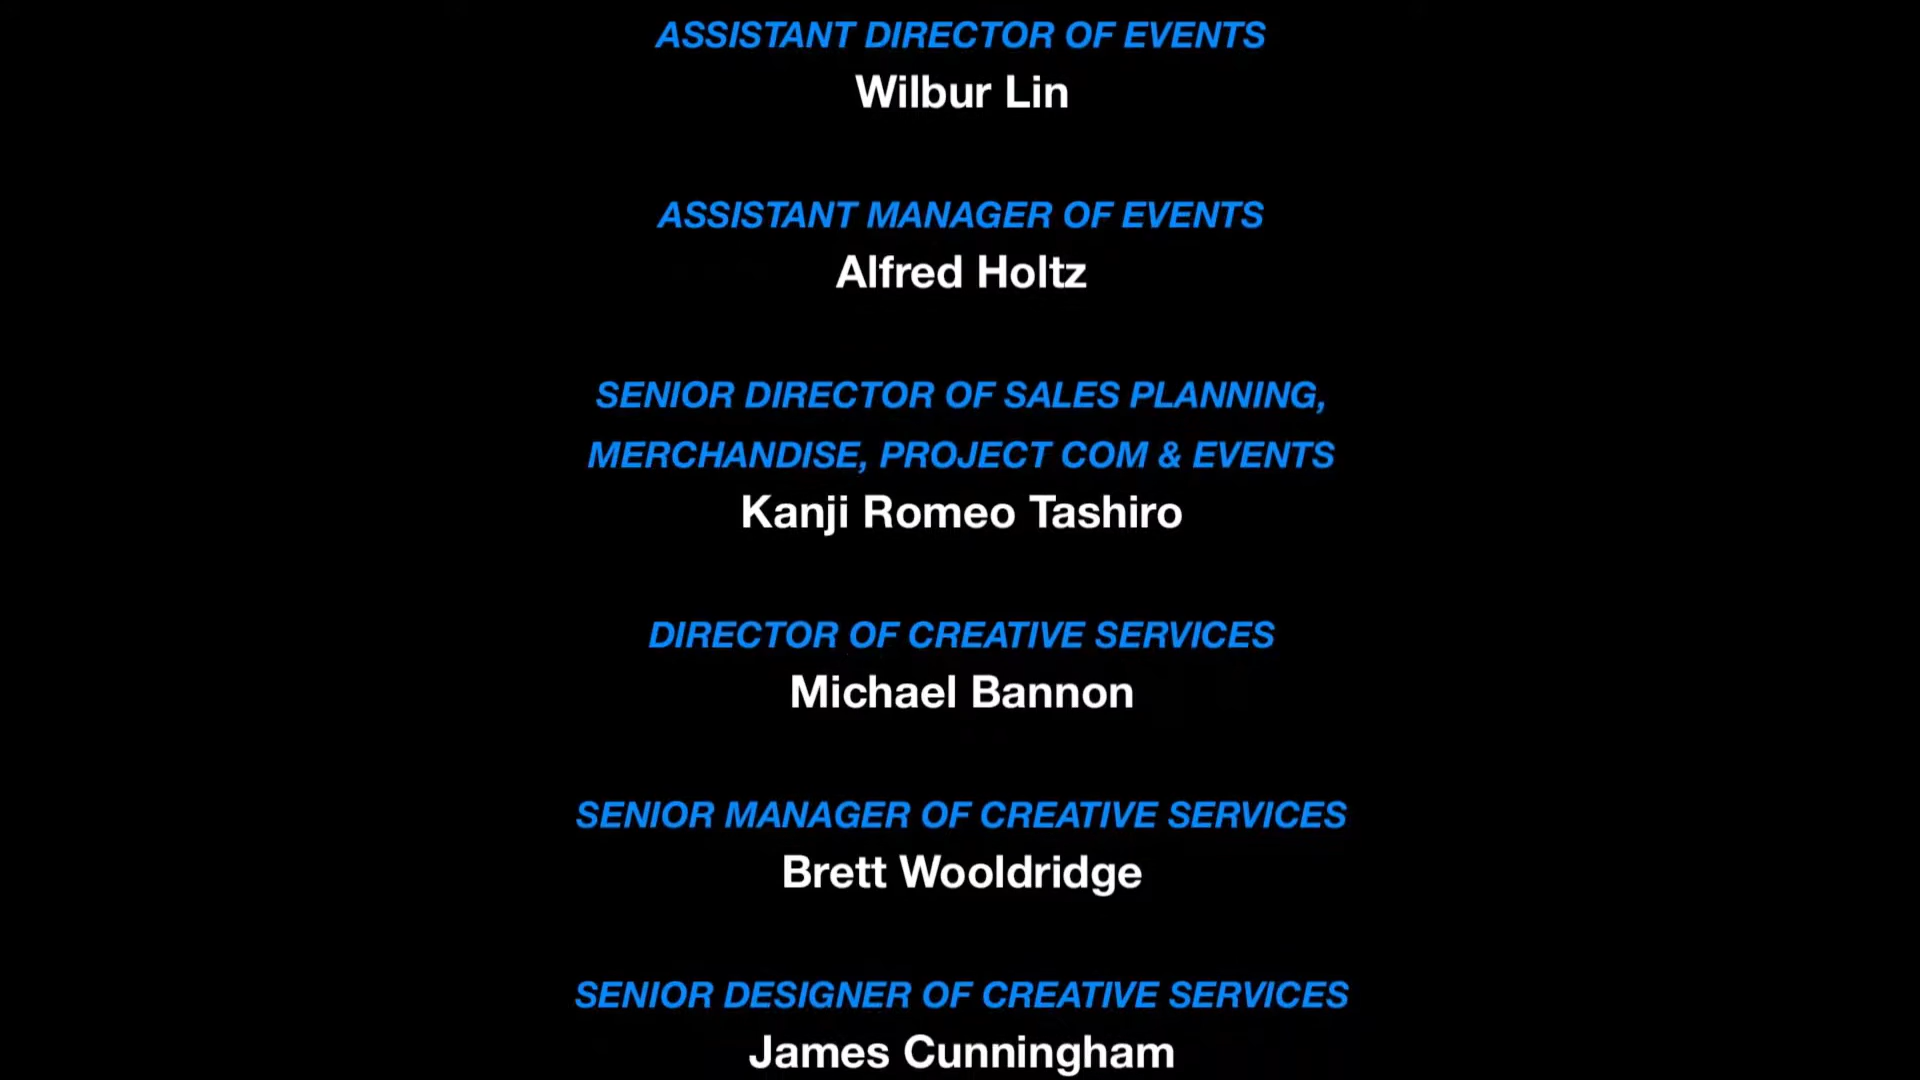 ASSISTANT DIRECTOR OF EVENTS
Wilbur Lin
ASSISTANT MANAGER OF EVENTS
Alfred Holtz
SENIOR DIRECTOR OF SALES PLANNING,
MERCHANDISE, PROJECT COM & EVENTS
Kanji Romeo Tashiro
DIRECTOR OF CREATIVE SERVICES
Michael Bannon
SENIOR MANAGER OF CREATIVE SERVICES
Brett Wooldridge
SENIOR DESIGNER OF CREATIVE SERVICES
James Cunningham